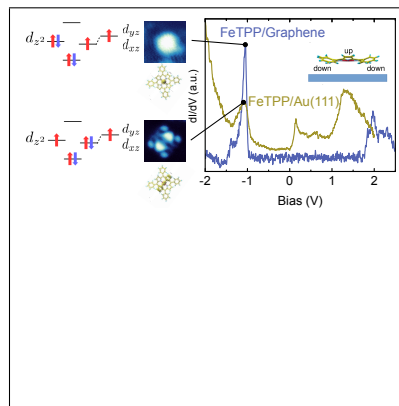 d_{z^2}
d_{yz}
d_{xz}
FeTPP/Graphene
up
down
down
FeTPP/Au(111)
d_{z^2}
d_{yz}
d_{xz}
dI/dV (a.u.)
-2
-1
0
1
2
Bias (V)